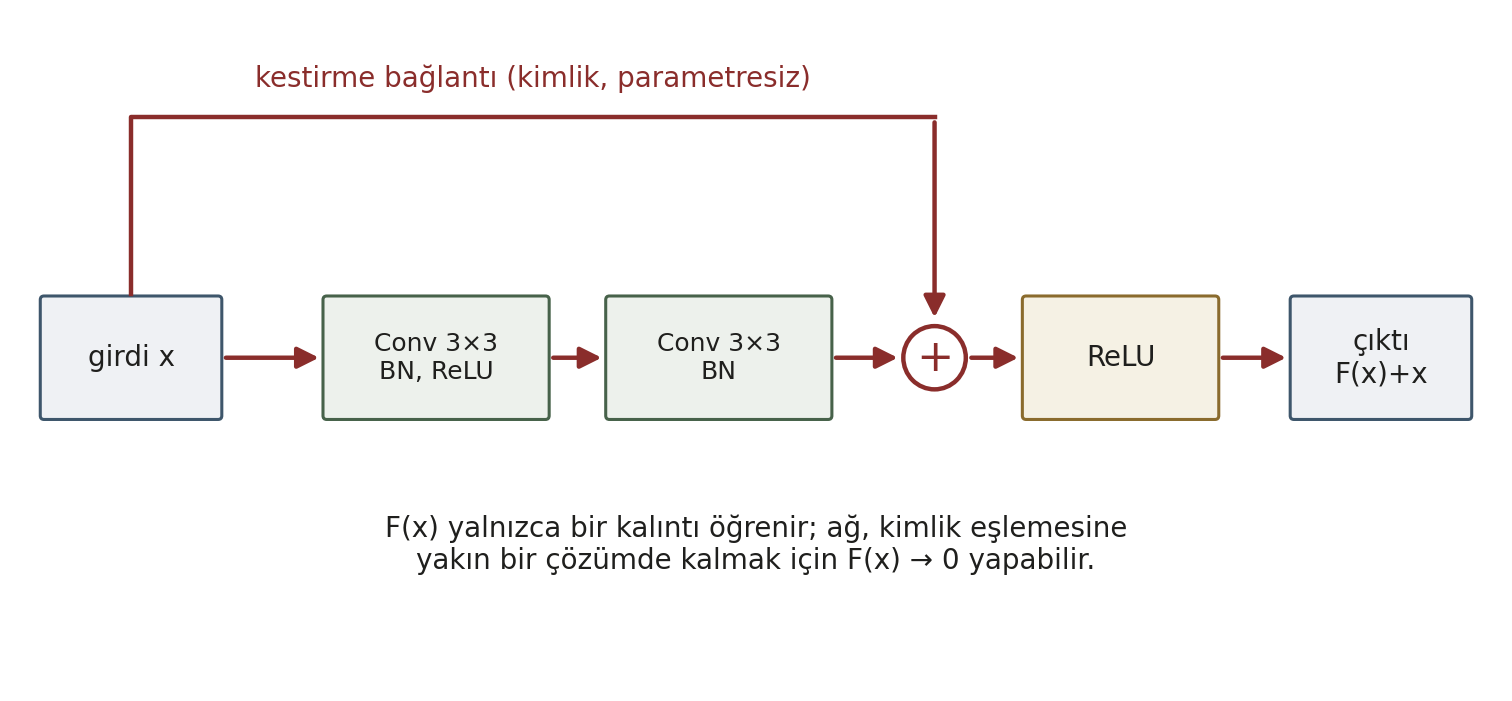 kestirme bağlantı (kimlik, parametresiz)
girdi x
Conv 3×3
BN, ReLU
Conv 3×3
BN
+
ReLU
çıktı
F(x)+x
F(x) yalnızca bir kalıntı öğrenir; ağ, kimlik eşlemesine
yakın bir çözümde kalmak için F(x) → 0 yapabilir.